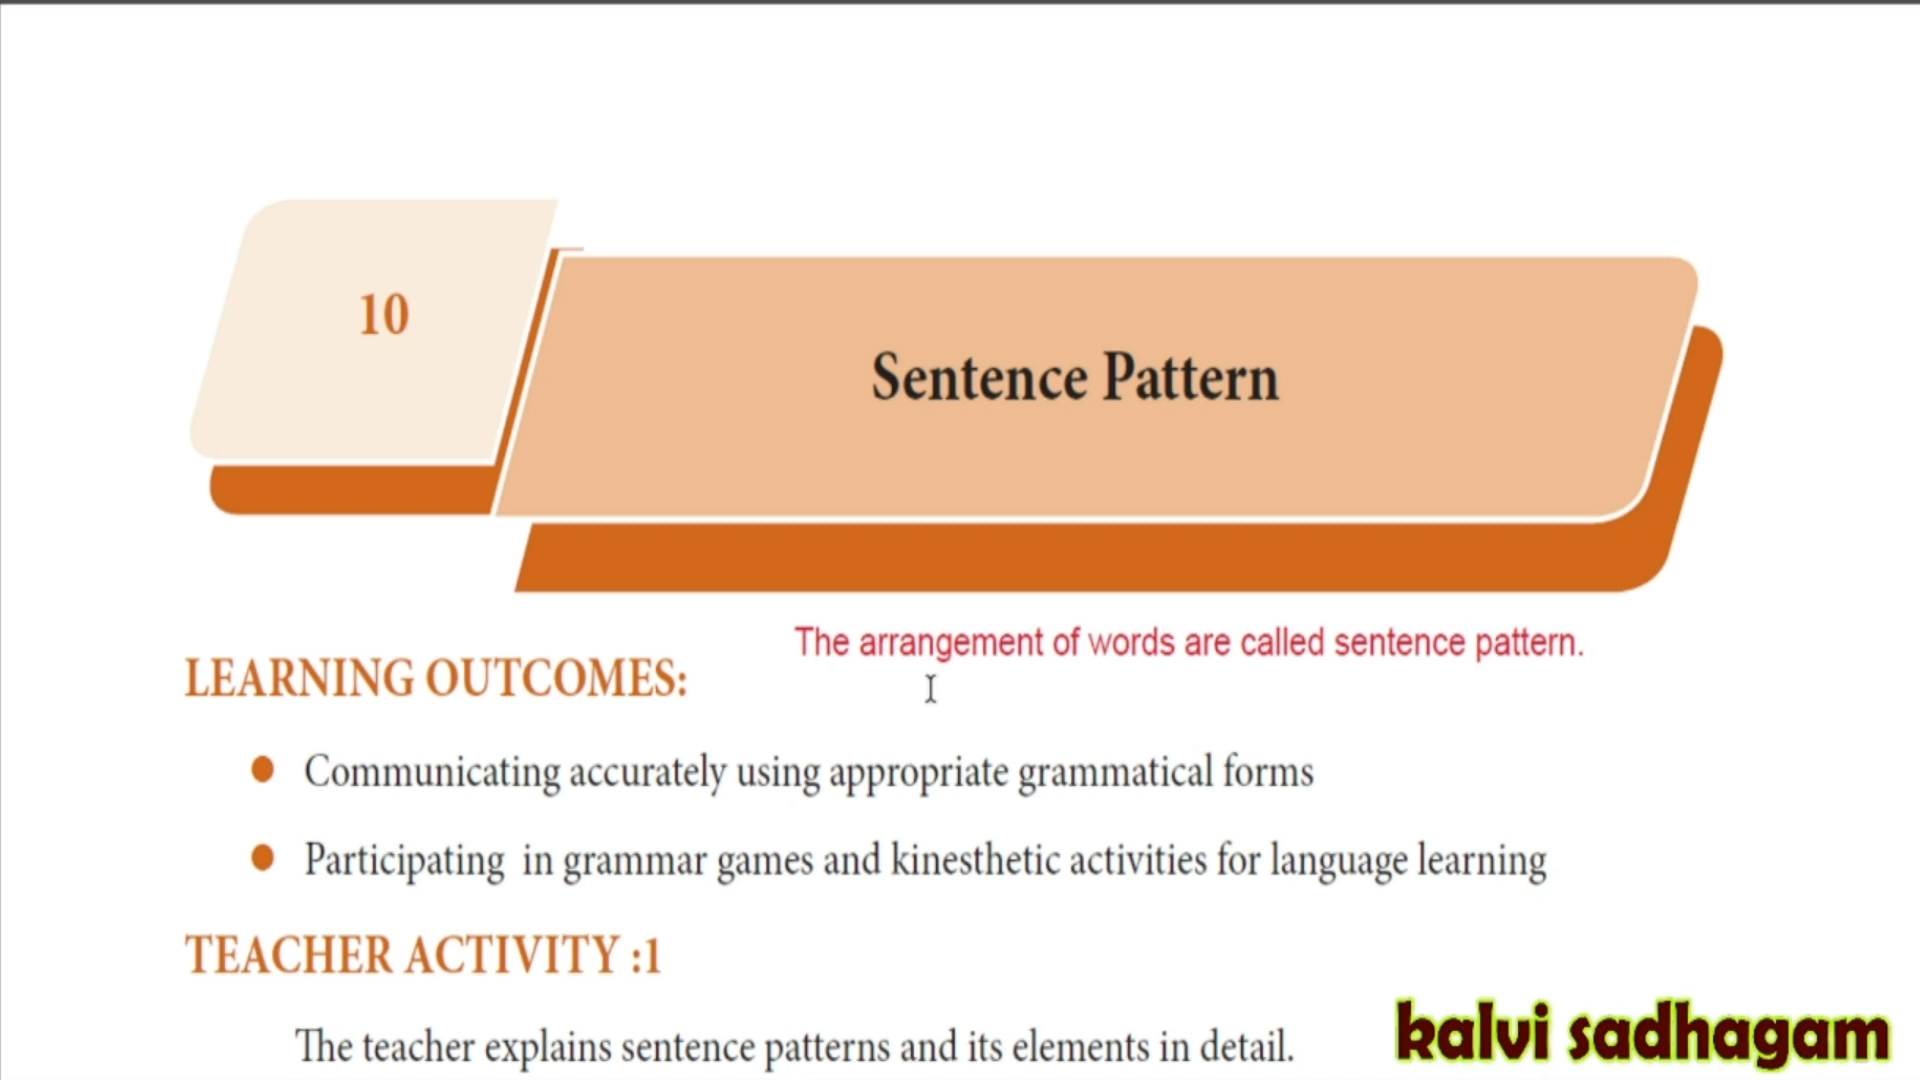 10
Sentence Pattern
The arrangement of words are called sentence pattern.
LEARNING OUTCOMES:
Communicating accurately using appropriate grammatical forms
Participating in grammar games and kinesthetic activities for language learning
TEACHER ACTIVITY :1
The teacher explains sentence patterns and its elements in detail.
kalvi sadhagam